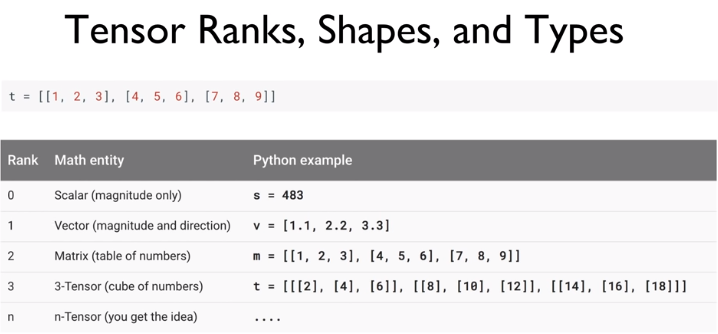 Tensor Ranks, Shapes, and Types
t = [[1, 2, 3], [4, 5, 6], [7, 8, 9]]
Rank Math entity Python example
0 Scalar (magnitude only) s = 483
1 Vector (magnitude and direction) v = [1.1, 2.2, 3.3]
2 Matrix (table of numbers) m = [[1, 2, 3], [4, 5, 6], [7, 8, 9]]
3 3-Tensor (cube of numbers) t = [[[2], [4], [6]], [[8], [10], [12]], [[14], [16], [18]]]
n n-Tensor (you get the idea) ....